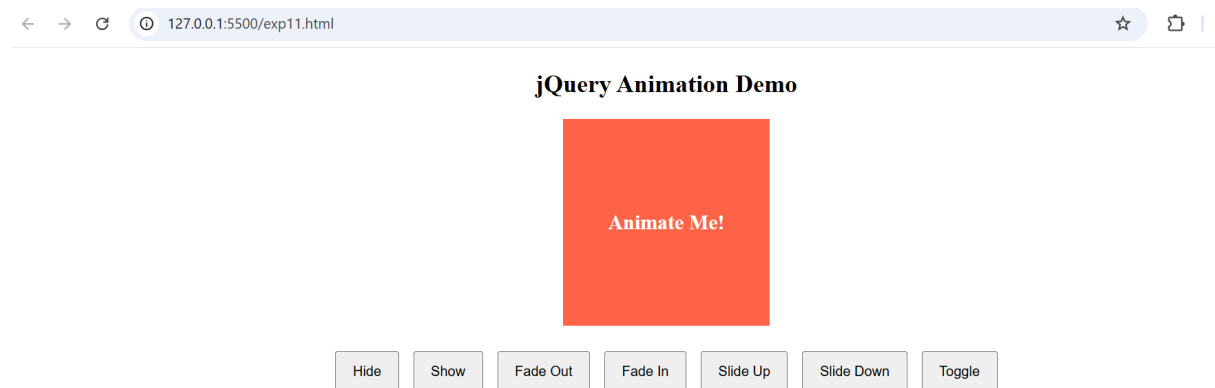 127.0.0.1:5500/exp11.html
jQuery Animation Demo
Animate Me!
Hide Show Fade Out Fade In Slide Up Slide Down Toggle